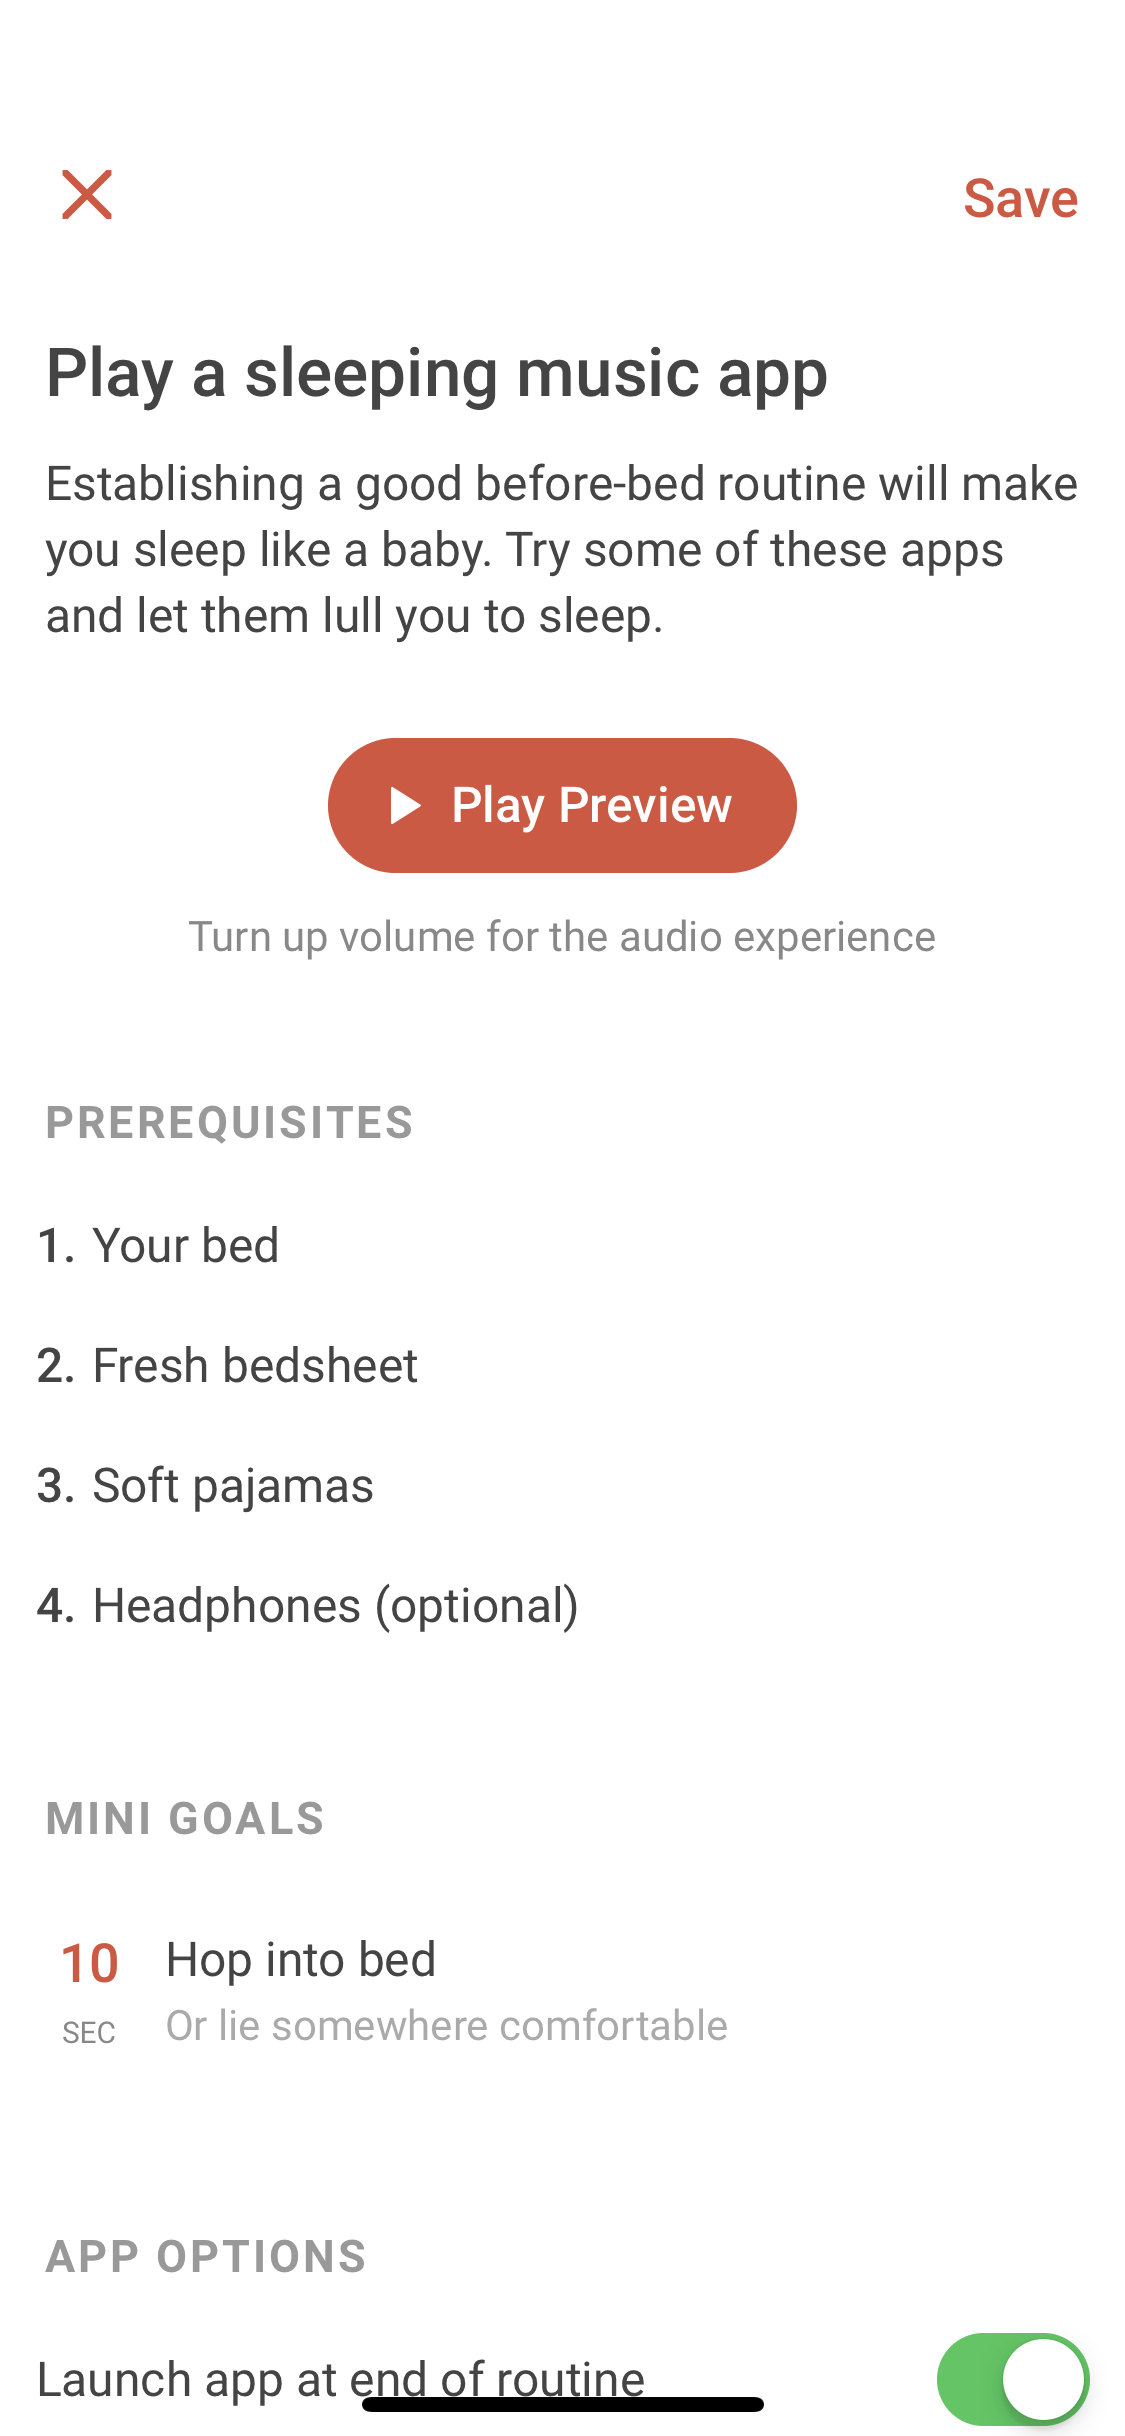 Save
Play a sleeping music app
Establishing a good before-bed routine will make
you sleep like a baby. Try some of these apps
and let them lull you to sleep.
Play Preview
Turn up volume for the audio experience
PREREQUISITES
1. Your bed
2. Fresh bedsheet
3. Soft pajamas
4. Headphones (optional)
MINI GOALS
10 Hop into bed
SEC Or lie somewhere comfortable
APP OPTIONS
Launch app at end of routine